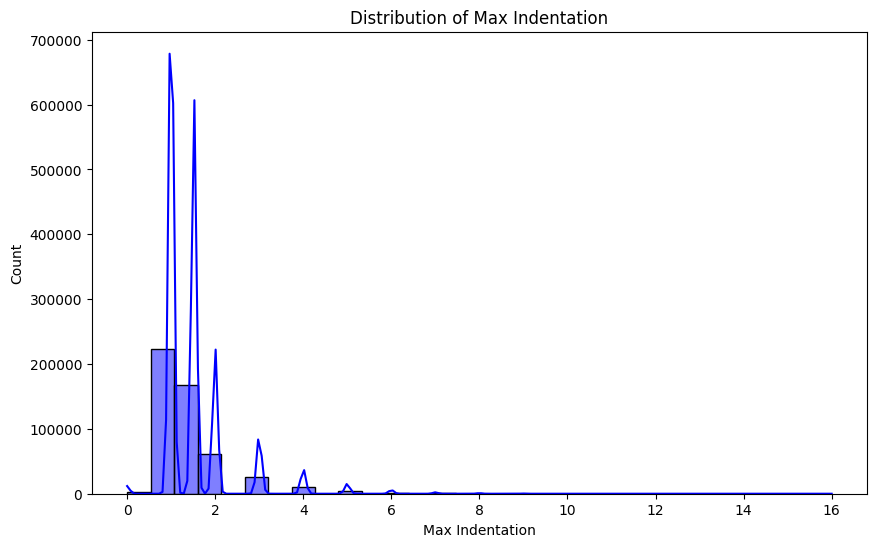 Distribution of Max Indentation
700000
600000
500000
400000
300000
200000
100000
0
Count
0 2 4 6 8 10 12 14 16
Max Indentation